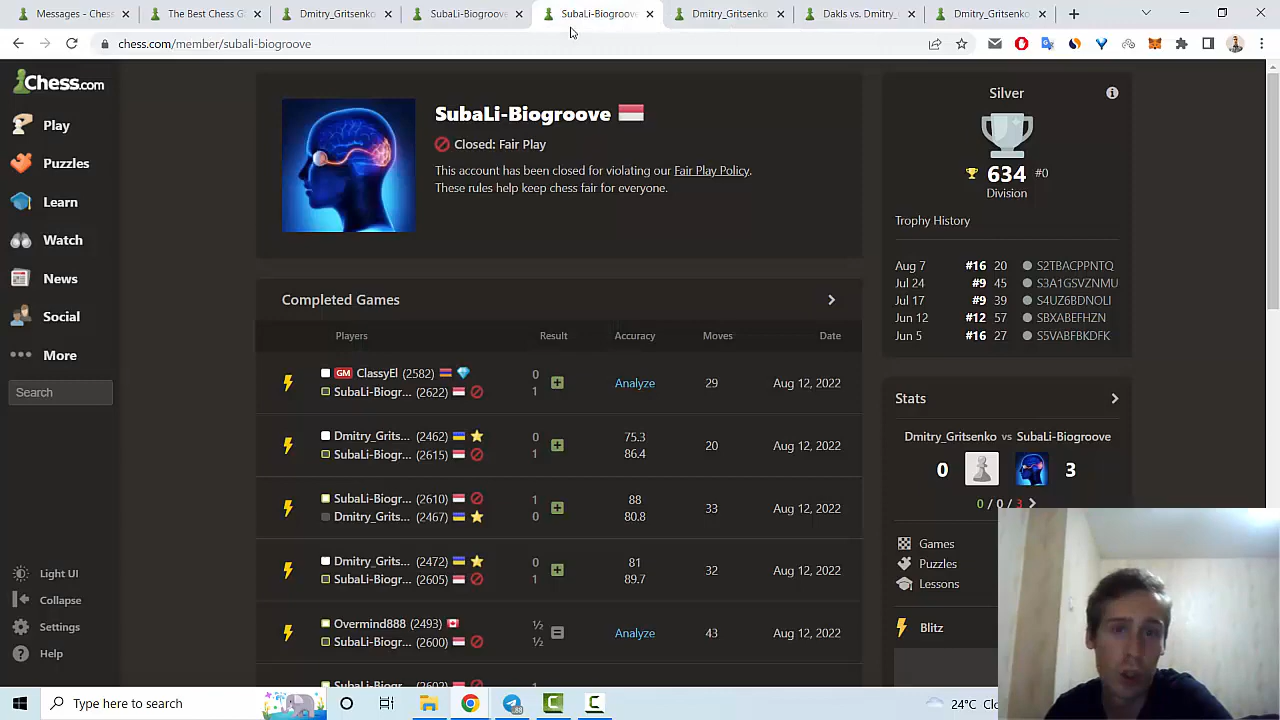 Messages - Chess
The Best Chess G
Dmitry_Gritsenko
SubaLi-Biogroove
SubaLi-Biogroove
Dmitry_Gritsenko
Dakls vs. Dmitry_
Dmitry_Gritsenko
chess.com/member/subali-biogroove
Chess.com
Play
Puzzles
Learn
Watch
News
Social
More
Search
Light UI
Collapse
Settings
Help
SubaLi-Biogroove
Closed: Fair Play
This account has been closed for violating our Fair Play Policy.
These rules help keep chess fair for everyone.
Completed Games
Players Result Accuracy Moves Date
GM ClassyEl (2582) 0
SubaLi-Biogr... (2622) 1
Analyze 29 Aug 12, 2022
Dmitry_Grits... (2462) 0 75.3
SubaLi-Biogr... (2615) 1 86.4
20 Aug 12, 2022
SubaLi-Biogr... (2610) 1 88
Dmitry_Grits... (2467) 0 80.8
33 Aug 12, 2022
Dmitry_Grits... (2472) 0 81
SubaLi-Biogr... (2605) 1 89.7
32 Aug 12, 2022
Overmind888 (2493) ½
SubaLi-Biogr... (2600) ½
Analyze 43 Aug 12, 2022
SubaLi-Biogr... (2602) 1
Silver
634 #0
Division
Trophy History
Aug 7 #16 20 S2TBACPPNTQ
Jul 24 #9 45 S3A1GSVZNMU
Jul 17 #9 39 S4UZ6BDNOLI
Jun 12 #12 57 SBXABEFHZN
Jun 5 #16 27 S5VABFBKDFK
Stats
Dmitry_Gritsenko vs SubaLi-Biogroove
0 3
0 / 0 / 3
Games
Puzzles
Lessons
Blitz
Type here to search
88
24°C Clo